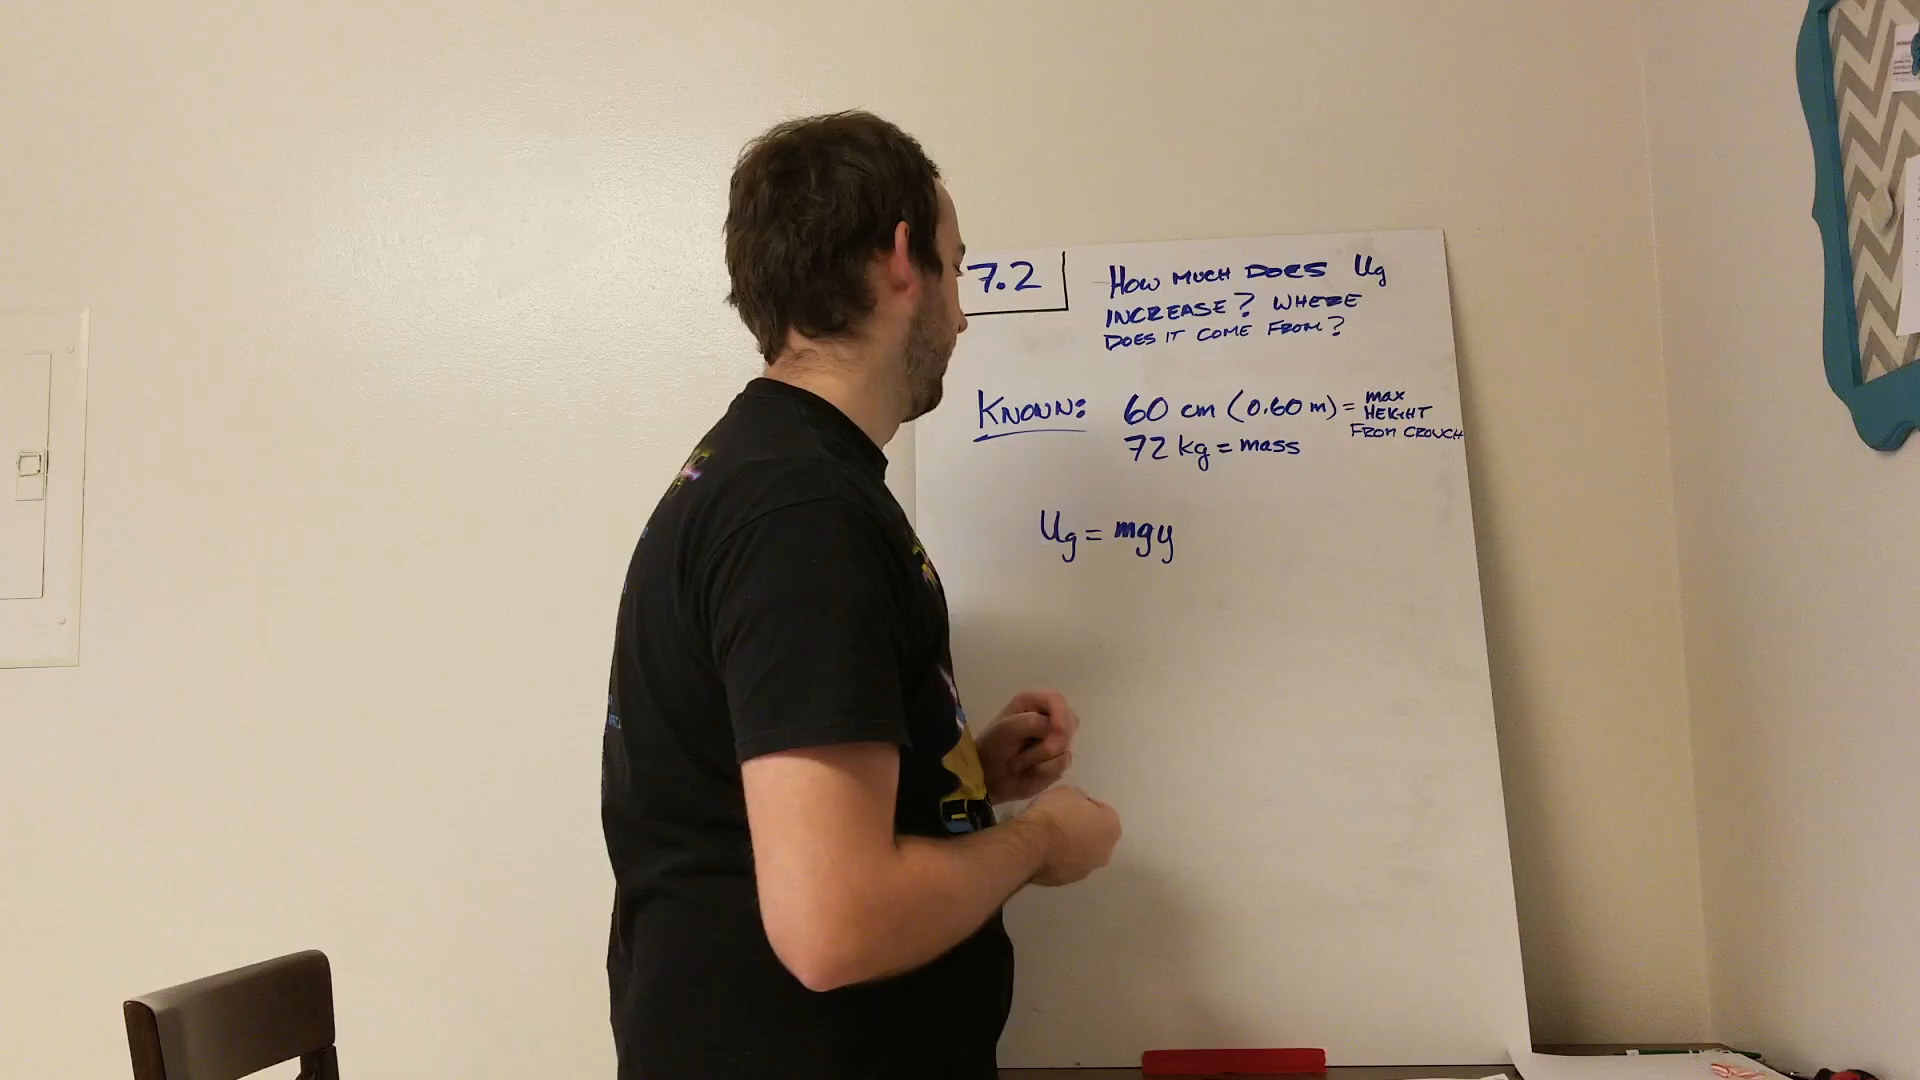 7.2
How much does Ug
increase? Where
does it come from?
Known: 60 cm (0.60 m) = max
height
from crouch
72 kg = mass
Ug = mgy